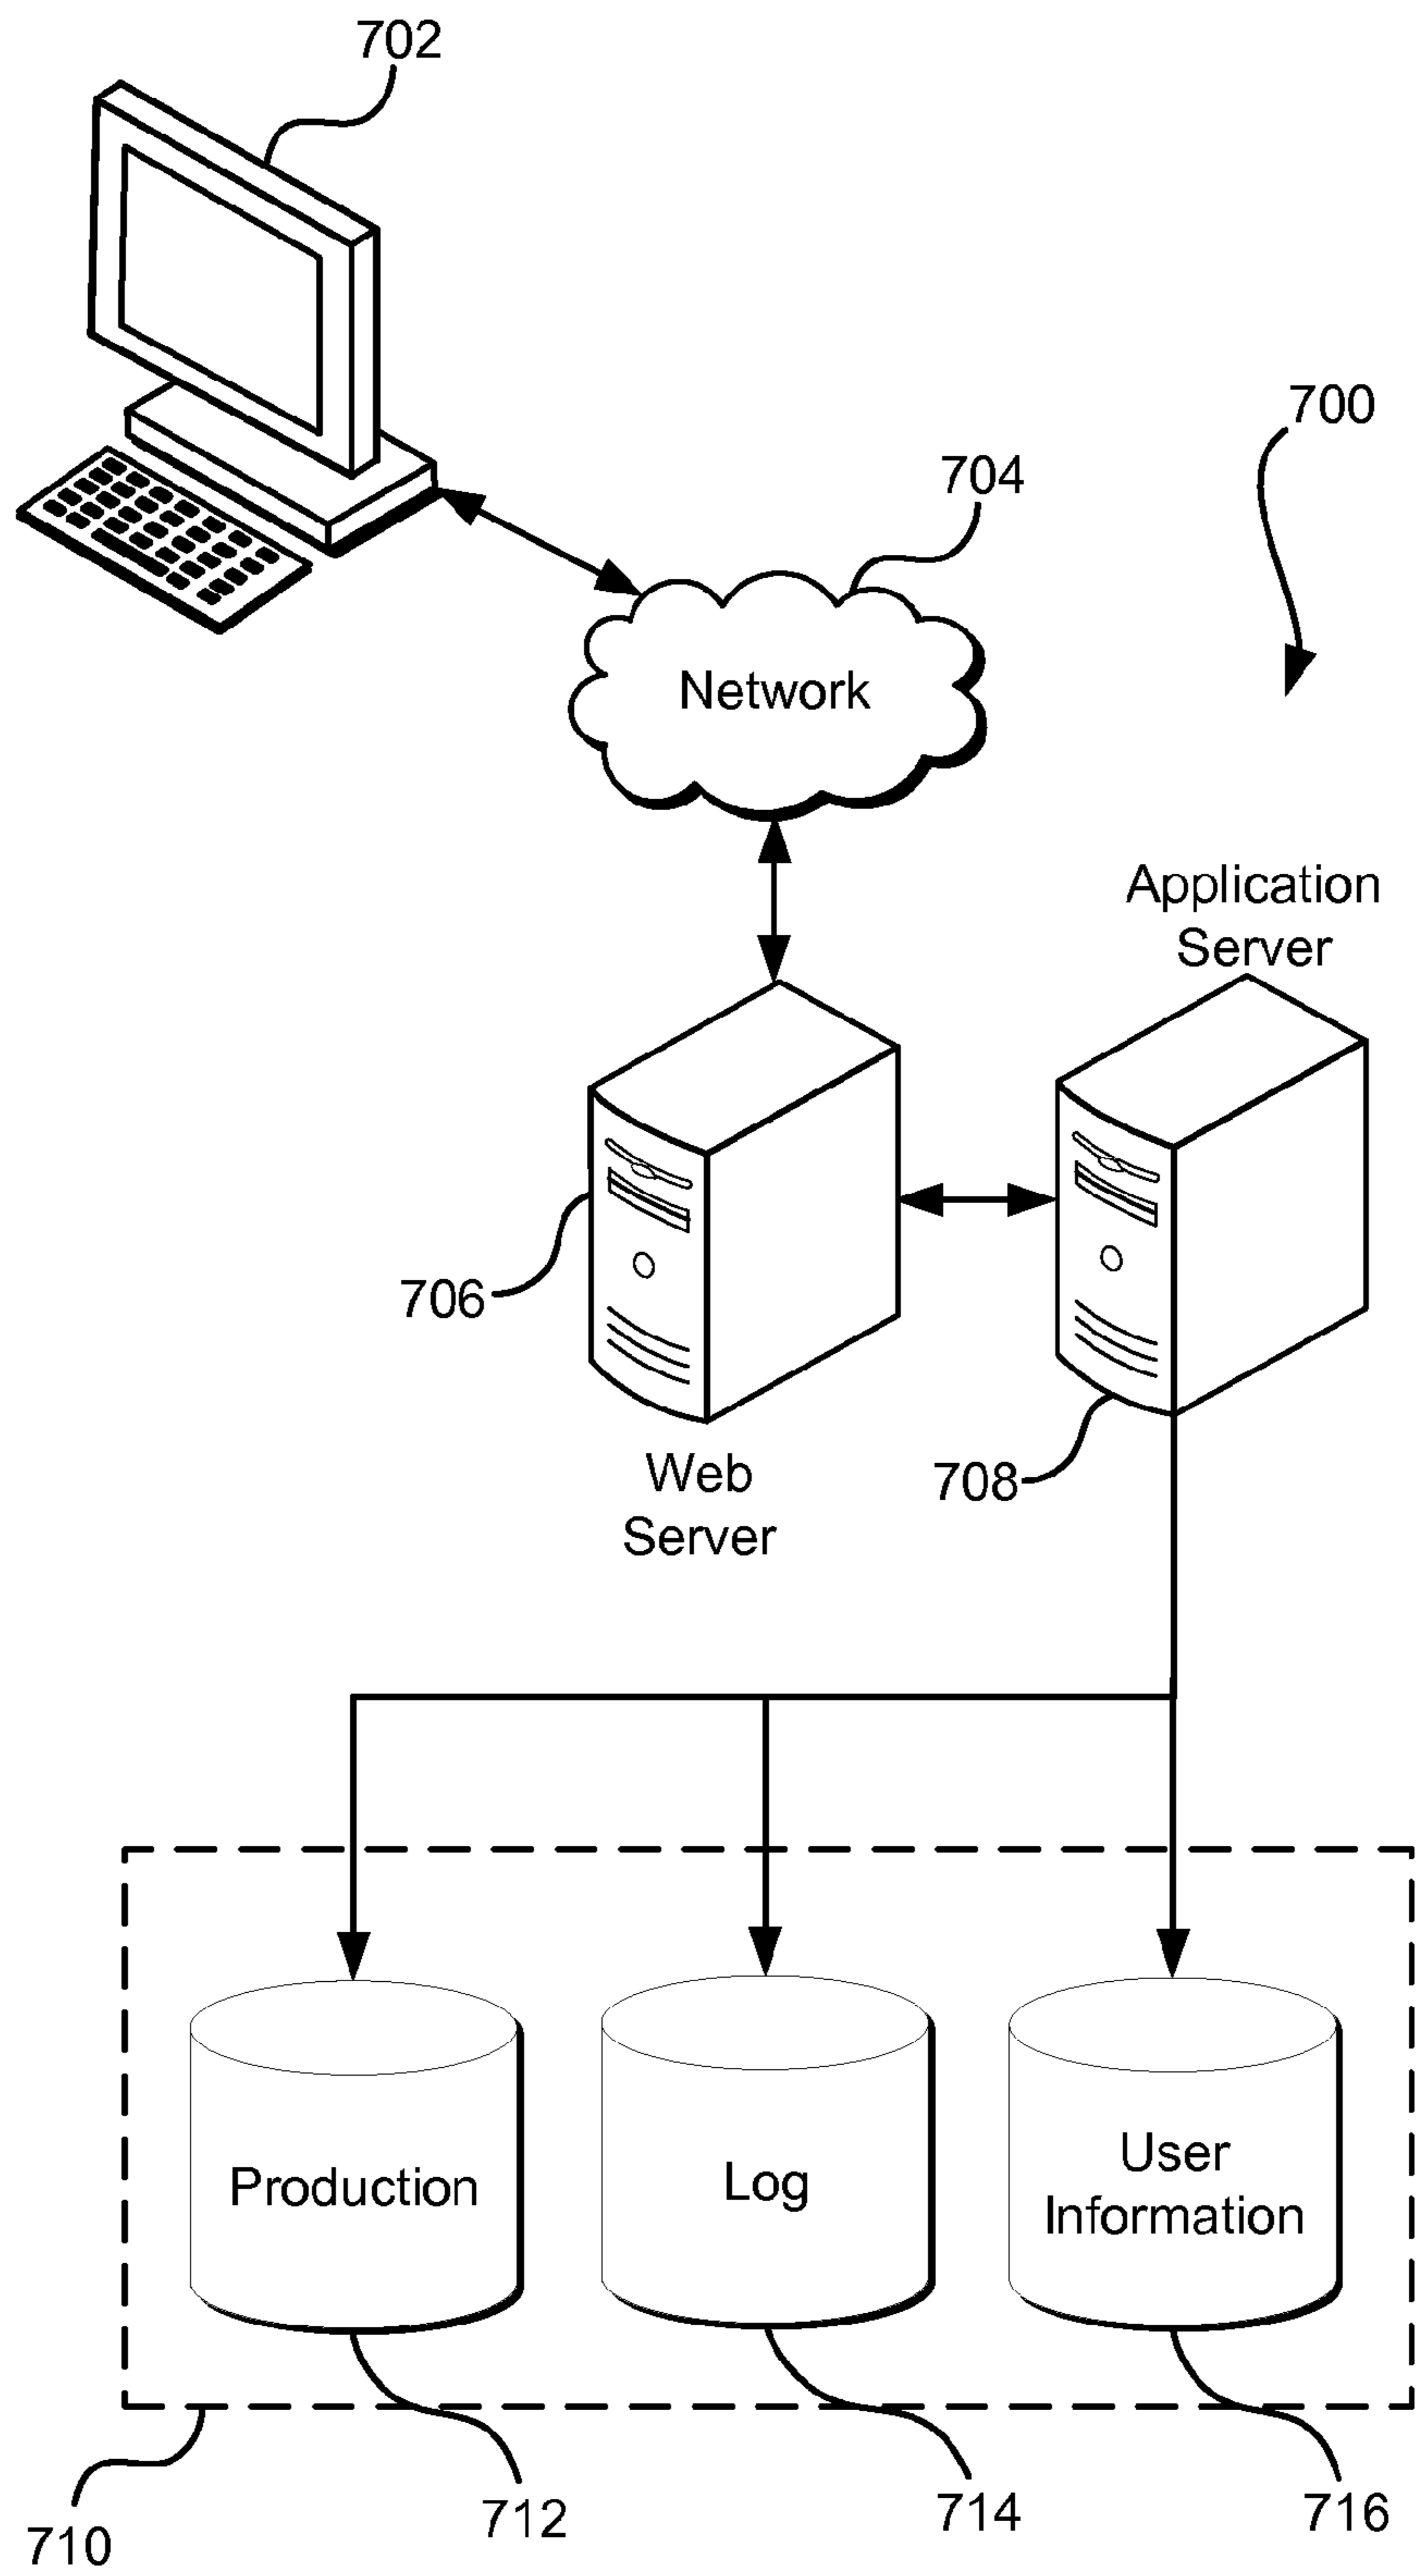 702
700
704
Network
Application
Server
706
Web
Server
708
Production
Log
User
Information
710
712
714
716